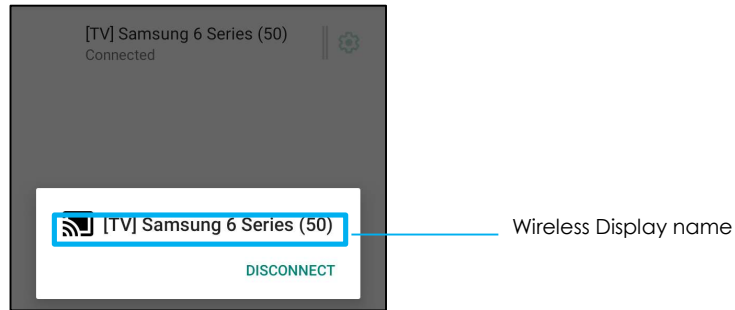 [TV] Samsung 6 Series (50)
Connected
[TV] Samsung 6 Series (50)
Wireless Display name
DISCONNECT